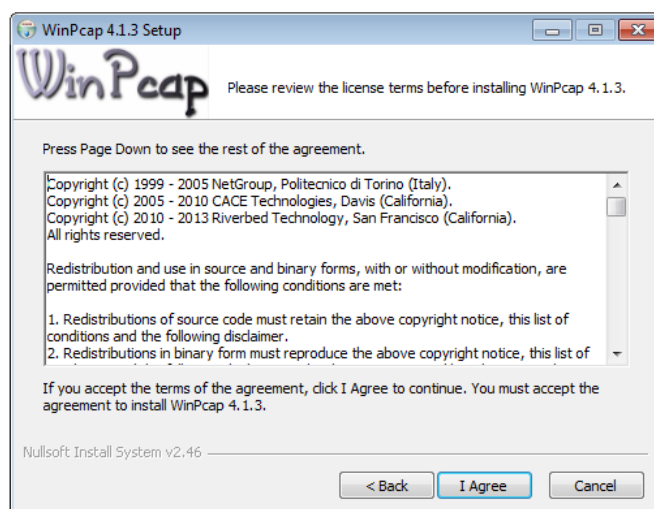 WinPcap 4.1.3 Setup
WinPcap
Please review the license terms before installing WinPcap 4.1.3.
Press Page Down to see the rest of the agreement.
Copyright (c) 1999 - 2005 NetGroup, Politecnico di Torino (Italy).
Copyright (c) 2005 - 2010 CACE Technologies, Davis (California).
Copyright (c) 2010 - 2013 Riverbed Technology, San Francisco (California).
All rights reserved.
Redistribution and use in source and binary forms, with or without modification, are
permitted provided that the following conditions are met:
1. Redistributions of source code must retain the above copyright notice, this list of
conditions and the following disclaimer.
2. Redistributions in binary form must reproduce the above copyright notice, this list of
If you accept the terms of the agreement, click I Agree to continue. You must accept the
agreement to install WinPcap 4.1.3.
Nullsoft Install System v2.46
< Back
I Agree
Cancel